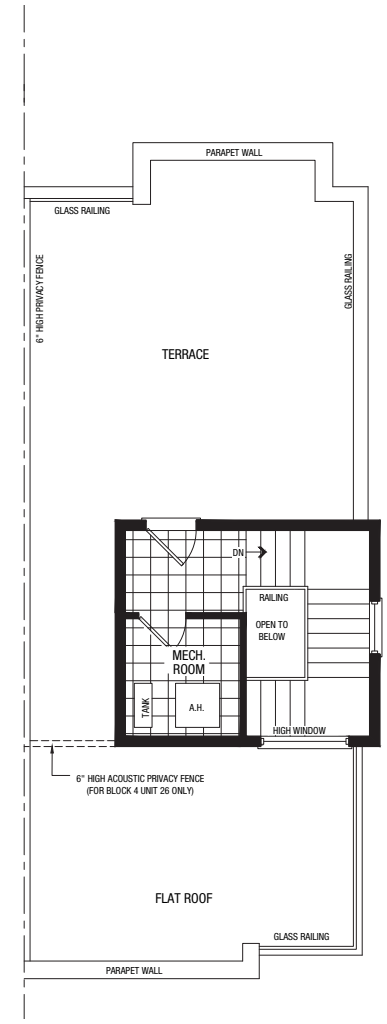 PARAPET WALL
GLASS RAILING
6" HIGH PRIVACY FENCE
GLASS RAILING
TERRACE
DN
RAILING
OPEN TO
BELOW
MECH.
ROOM
TANK
A.H.
HIGH WINDOW
6" HIGH ACOUSTIC PRIVACY FENCE
(FOR BLOCK 4 UNIT 26 ONLY)
FLAT ROOF
GLASS RAILING
PARAPET WALL